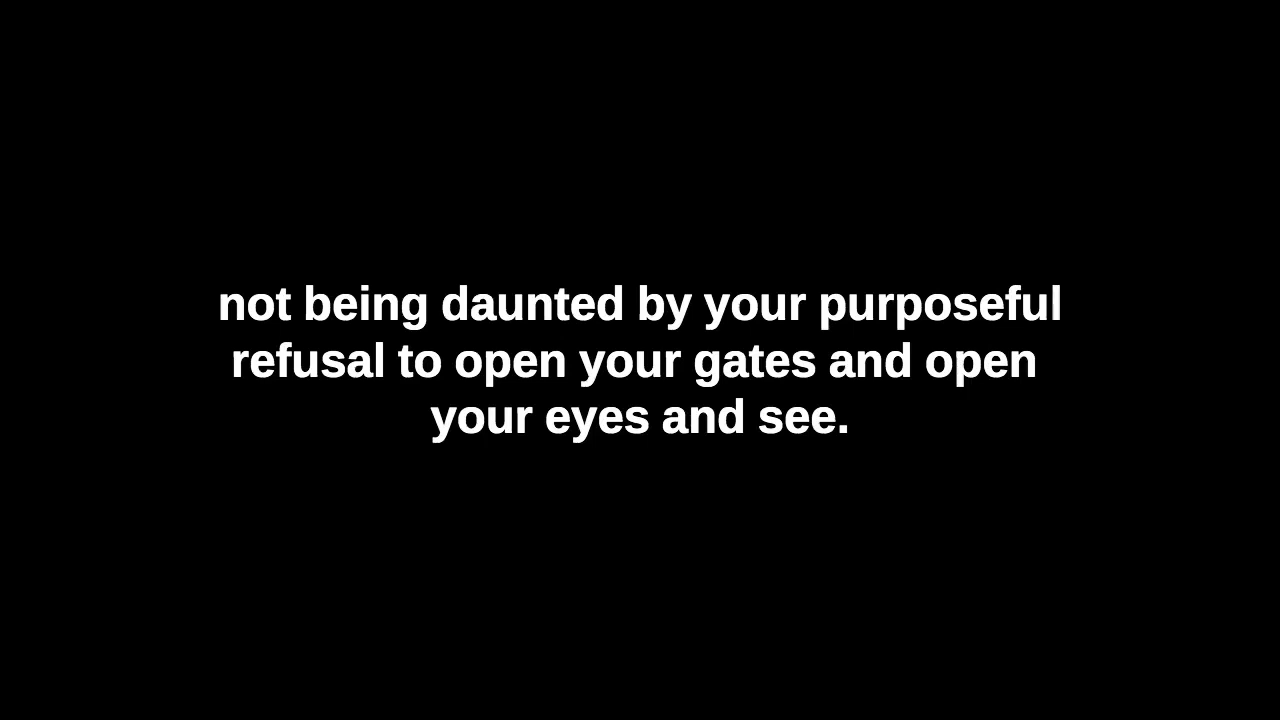 not being daunted by your purposeful
refusal to open your gates and open
your eyes and see.